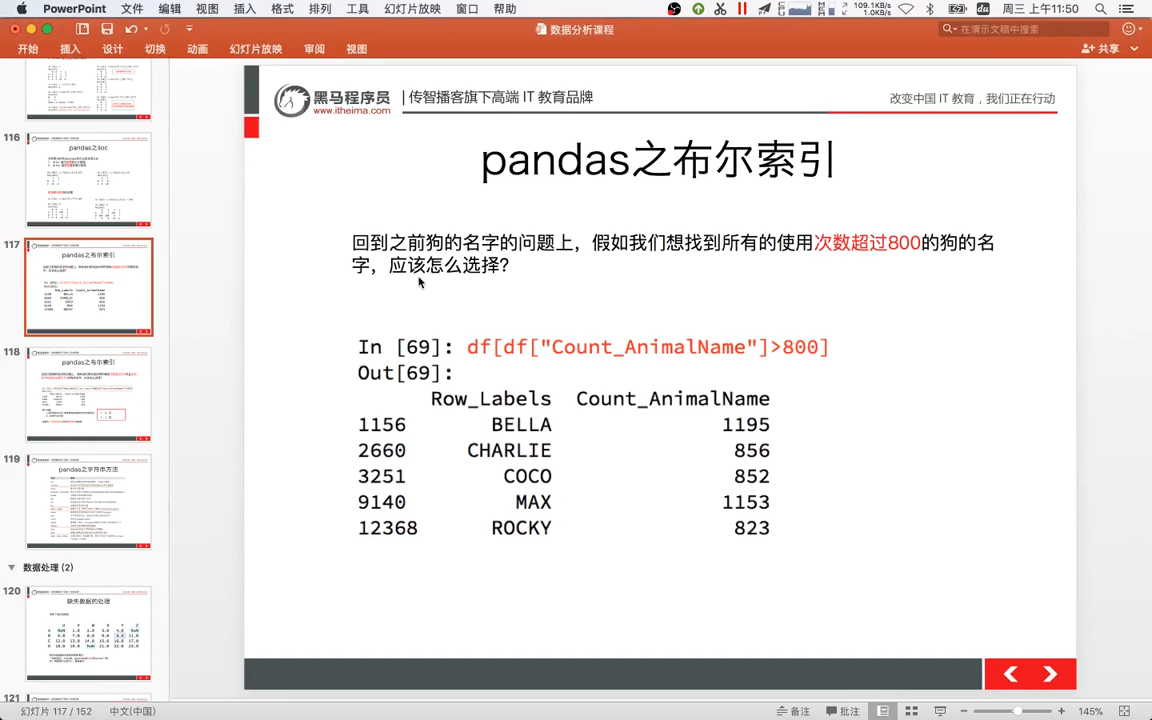 PowerPoint 文件 编辑 视图 插入 格式 排列 工具 幻灯片放映 窗口 帮助 109.1KB/s 1.0KB/s 周三 上午11:50
数据分析课程
在演示文稿中搜索
开始 插入 设计 切换 动画 幻灯片放映 审阅 视图 共享
116
pandas之iloc
117
pandas之布尔索引
118
pandas之布尔索引
119
pandas之字符串方法
数据处理 (2)
120
缺失数据的处理
121
黑马程序员
www.itheima.com
传智播客旗下高端 IT 教育品牌
改变中国 IT 教育，我们正在行动
pandas之布尔索引
回到之前狗的名字的问题上，假如我们想找到所有的使用次数超过800的狗的名
字，应该怎么选择?
In [69]: df[df["Count_AnimalName"]>800]
Out[69]:
Row_Labels Count_AnimalName
1156 BELLA 1195
2660 CHARLIE 856
3251 COCO 852
9140 MAX 1153
12368 ROCKY 823
幻灯片 117 / 152 中文(中国) 备注 批注 145%